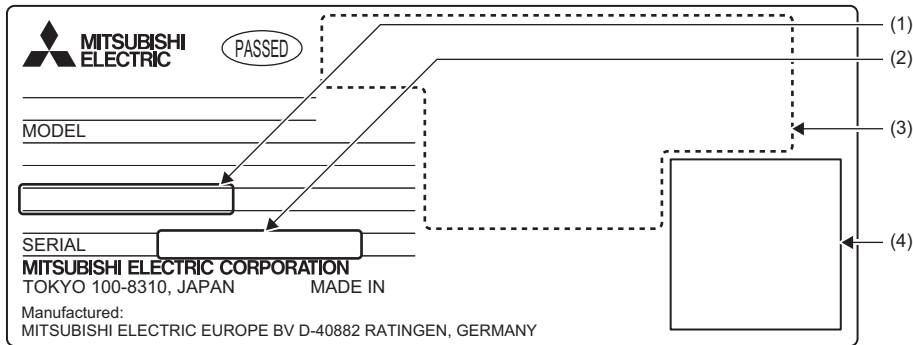 MITSUBISHI
ELECTRIC
PASSED
(1)
(2)
MODEL
(3)
SERIAL
(4)
MITSUBISHI ELECTRIC CORPORATION
TOKYO 100-8310, JAPAN MADE IN
Manufactured:
MITSUBISHI ELECTRIC EUROPE BV D-40882 RATINGEN, GERMANY